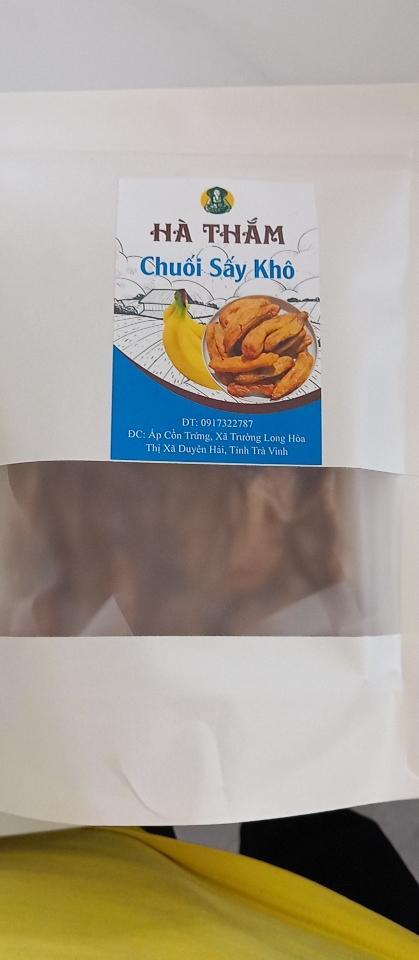 HÀ THẮM
Chuối Sấy Khô
ĐT: 0917322787
ĐC: Ấp Cồn Trứng, Xã Trường Long Hòa
Thị Xã Duyên Hải, Tỉnh Trà Vinh